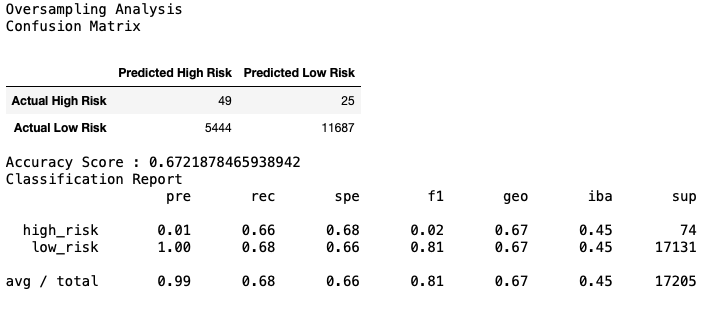 Oversampling Analysis
Confusion Matrix
Predicted High Risk Predicted Low Risk
Actual High Risk 49 25
Actual Low Risk 5444 11687
Accuracy Score : 0.6721878465938942
Classification Report
pre rec spe f1 geo iba sup
high_risk 0.01 0.66 0.68 0.02 0.67 0.45 74
low_risk 1.00 0.68 0.66 0.81 0.67 0.45 17131
avg / total 0.99 0.68 0.66 0.81 0.67 0.45 17205